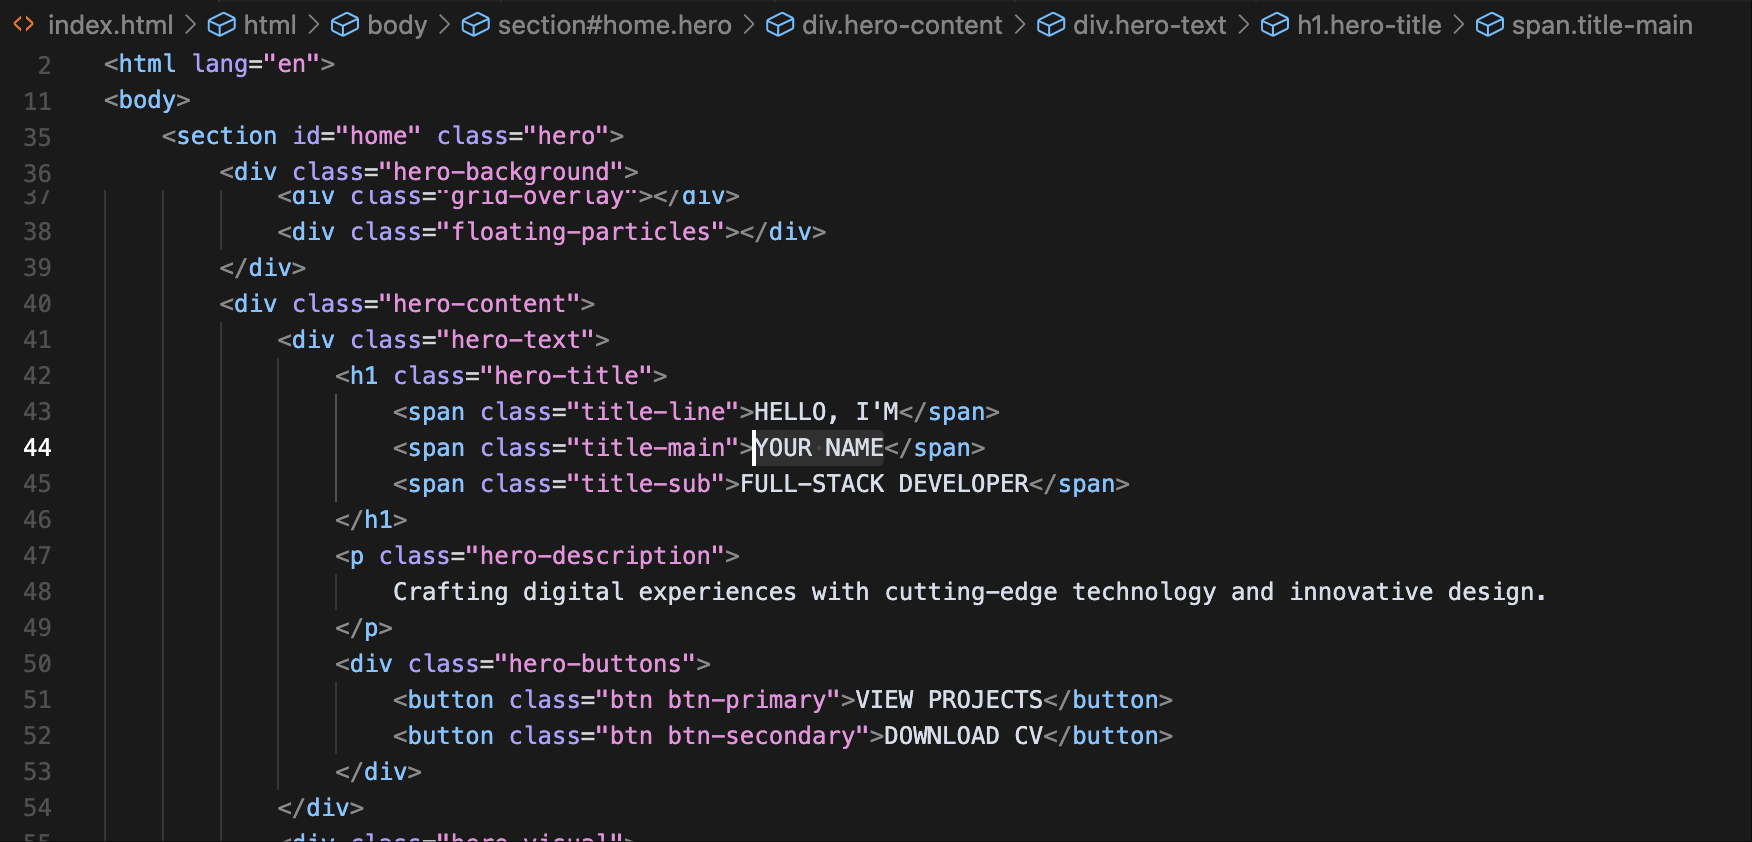 index.html > html > body > section#home.hero > div.hero-content > div.hero-text > h1.hero-title > span.title-main
2 <html lang="en">
11 <body>
35 <section id="home" class="hero">
36 <div class="hero-background">
37 <div class="grid-overlay"></div>
38 <div class="floating-particles"></div>
39 </div>
40 <div class="hero-content">
41 <div class="hero-text">
42 <h1 class="hero-title">
43 <span class="title-line">HELLO, I'M</span>
44 <span class="title-main">YOUR NAME</span>
45 <span class="title-sub">FULL-STACK DEVELOPER</span>
46 </h1>
47 <p class="hero-description">
48 Crafting digital experiences with cutting-edge technology and innovative design.
49 </p>
50 <div class="hero-buttons">
51 <button class="btn btn-primary">VIEW PROJECTS</button>
52 <button class="btn btn-secondary">DOWNLOAD CV</button>
53 </div>
54 </div>
55 <div class="hero-visual">